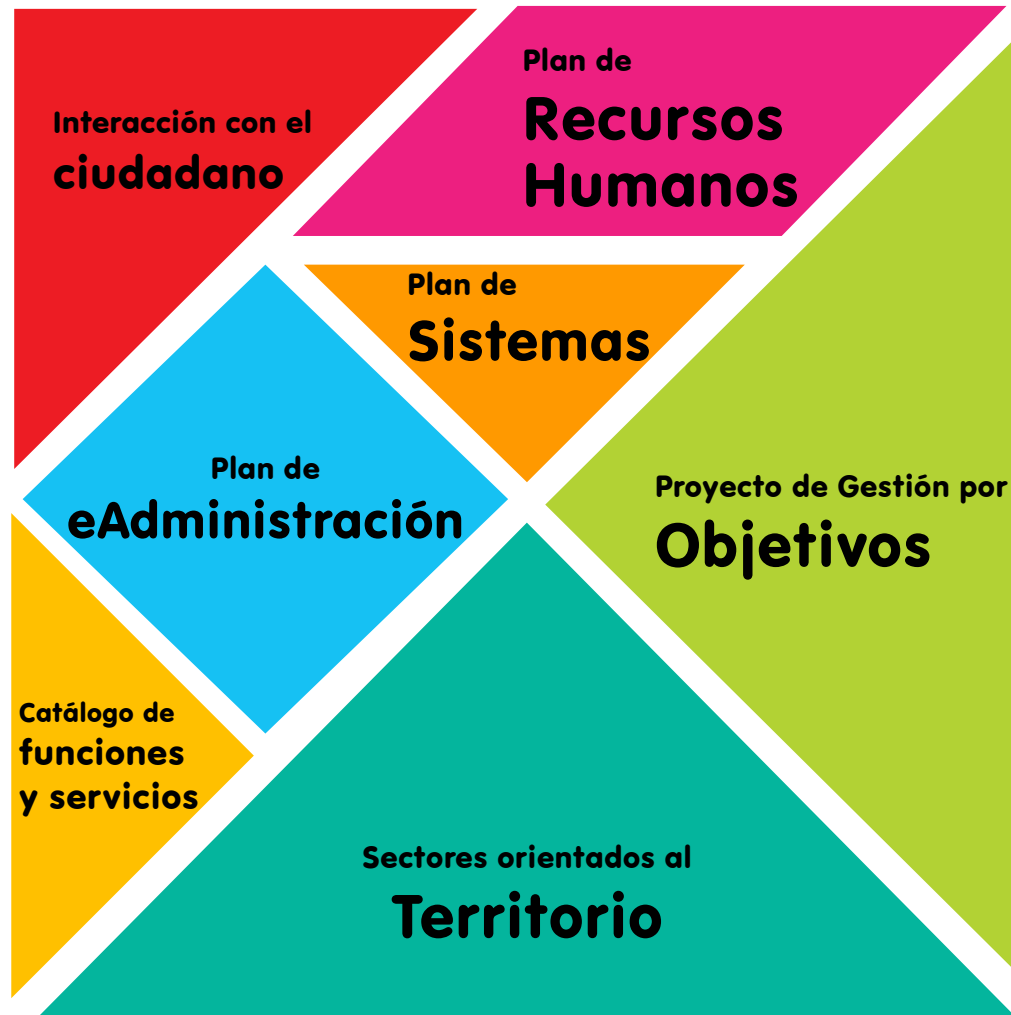 Interacción con el
ciudadano
Plan de
Recursos
Humanos
Plan de
Sistemas
Plan de
eAdministración
Proyecto de Gestión por
Objetivos
Catálogo de
funciones
y servicios
Sectores orientados al
Territorio